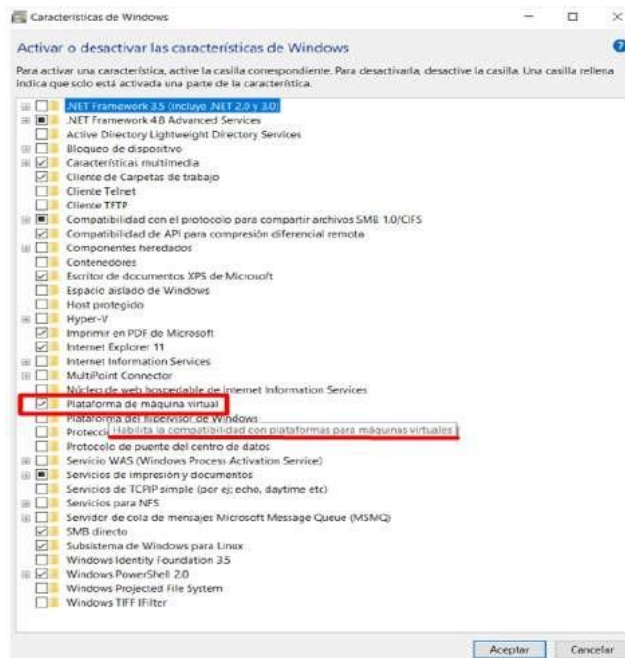 Características de Windows
Activar o desactivar las características de Windows
Para activar una característica, active la casilla correspondiente. Para desactivarla, desactive la casilla. Una casilla rellena
indica que solo está activada una parte de la característica.
.NET Framework 3.5 (incluye .NET 2.0 y 3.0)
.NET Framework 4.8 Advanced Services
Active Directory Lightweight Directory Services
Bloqueo de dispositivo
Características multimedia
Cliente de Carpetas de trabajo
Cliente Telnet
Cliente TFTP
Compatibilidad con el protocolo para compartir archivos SMB 1.0/CIFS
Compatibilidad de API para compresión diferencial remota
Componentes heredados
Contenedores
Escritor de documentos XPS de Microsoft
Espacio aislado de Windows
Host protegido
Hyper-V
Imprimir en PDF de Microsoft
Internet Explorer 11
Internet Information Services
MultiPoint Connector
Núcleo de web hospedable de Internet Information Services
Plataforma de máquina virtual
Plataforma del hipervisor de Windows
Protecci Habilita la compatibilidad con plataformas para máquinas virtuales
Protocolo de puente del centro de datos
Servicio WAS (Windows Process Activation Service)
Servicios de impresión y documentos
Servicios de TCPIP simple (por ej: echo, daytime etc)
Servicios para NFS
Servidor de cola de mensajes Microsoft Message Queue (MSMQ)
SMB directo
Subsistema de Windows para Linux
Windows Identity Foundation 3.5
Windows PowerShell 2.0
Windows Projected File System
Windows TIFF IFilter
Aceptar Cancelar